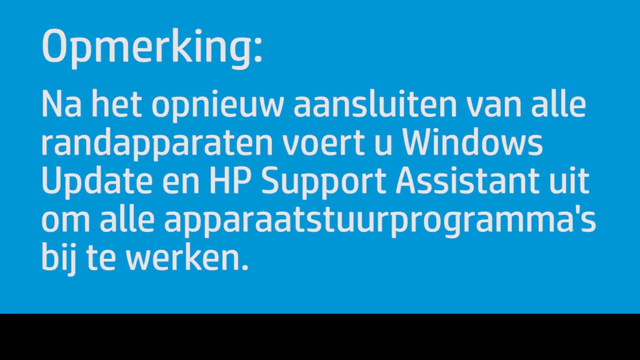 Opmerking:
Na het opnieuw aansluiten van alle
randapparaten voert u Windows
Update en HP Support Assistant uit
om alle apparaatstuurprogramma's
bij te werken.